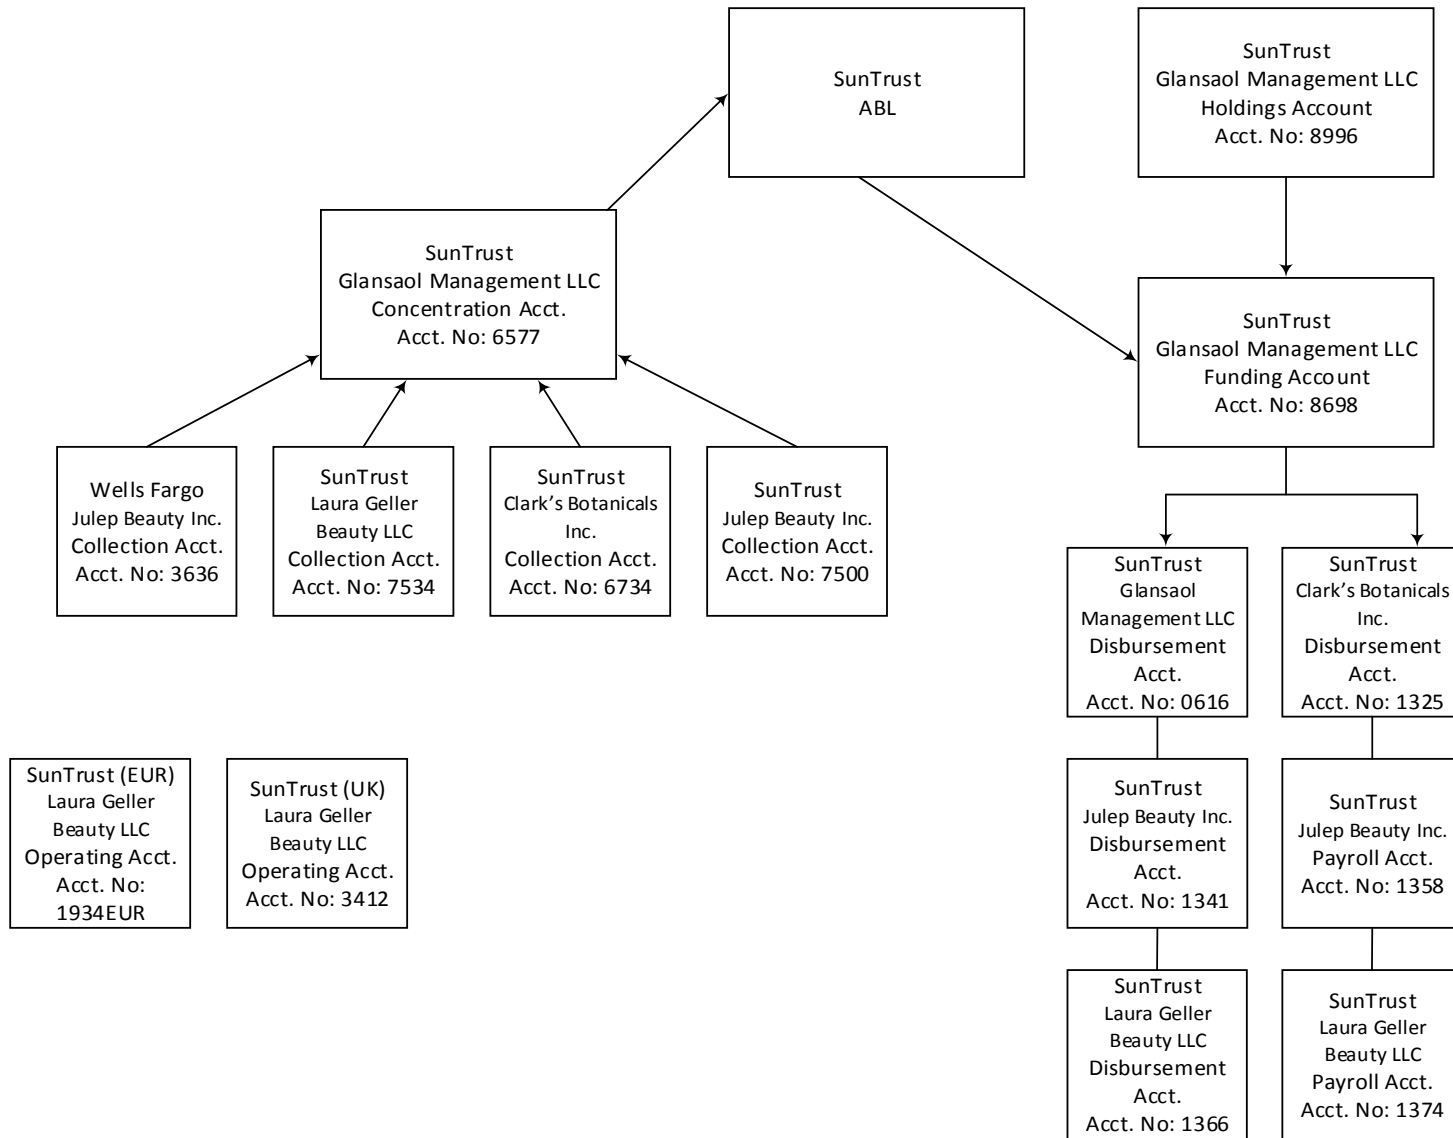 SunTrust
ABL
SunTrust
Glansaol Management LLC
Holdings Account
Acct. No: 8996
SunTrust
Glansaol Management LLC
Concentration Acct.
Acct. No: 6577
SunTrust
Glansaol Management LLC
Funding Account
Acct. No: 8698
Wells Fargo
Julep Beauty Inc.
Collection Acct.
Acct. No: 3636
SunTrust
Laura Geller
Beauty LLC
Collection Acct.
Acct. No: 7534
SunTrust
Clark’s Botanicals
Inc.
Collection Acct.
Acct. No: 6734
SunTrust
Julep Beauty Inc.
Collection Acct.
Acct. No: 7500
SunTrust
Glansaol
Management LLC
Disbursement
Acct.
Acct. No: 0616
SunTrust
Clark’s Botanicals
Inc.
Disbursement
Acct.
Acct. No: 1325
SunTrust (EUR)
Laura Geller
Beauty LLC
Operating Acct.
Acct. No:
1934EUR
SunTrust (UK)
Laura Geller
Beauty LLC
Operating Acct.
Acct. No: 3412
SunTrust
Julep Beauty Inc.
Disbursement
Acct.
Acct. No: 1341
SunTrust
Julep Beauty Inc.
Payroll Acct.
Acct. No: 1358
SunTrust
Laura Geller
Beauty LLC
Disbursement
Acct.
Acct. No: 1366
SunTrust
Laura Geller
Beauty LLC
Payroll Acct.
Acct. No: 1374